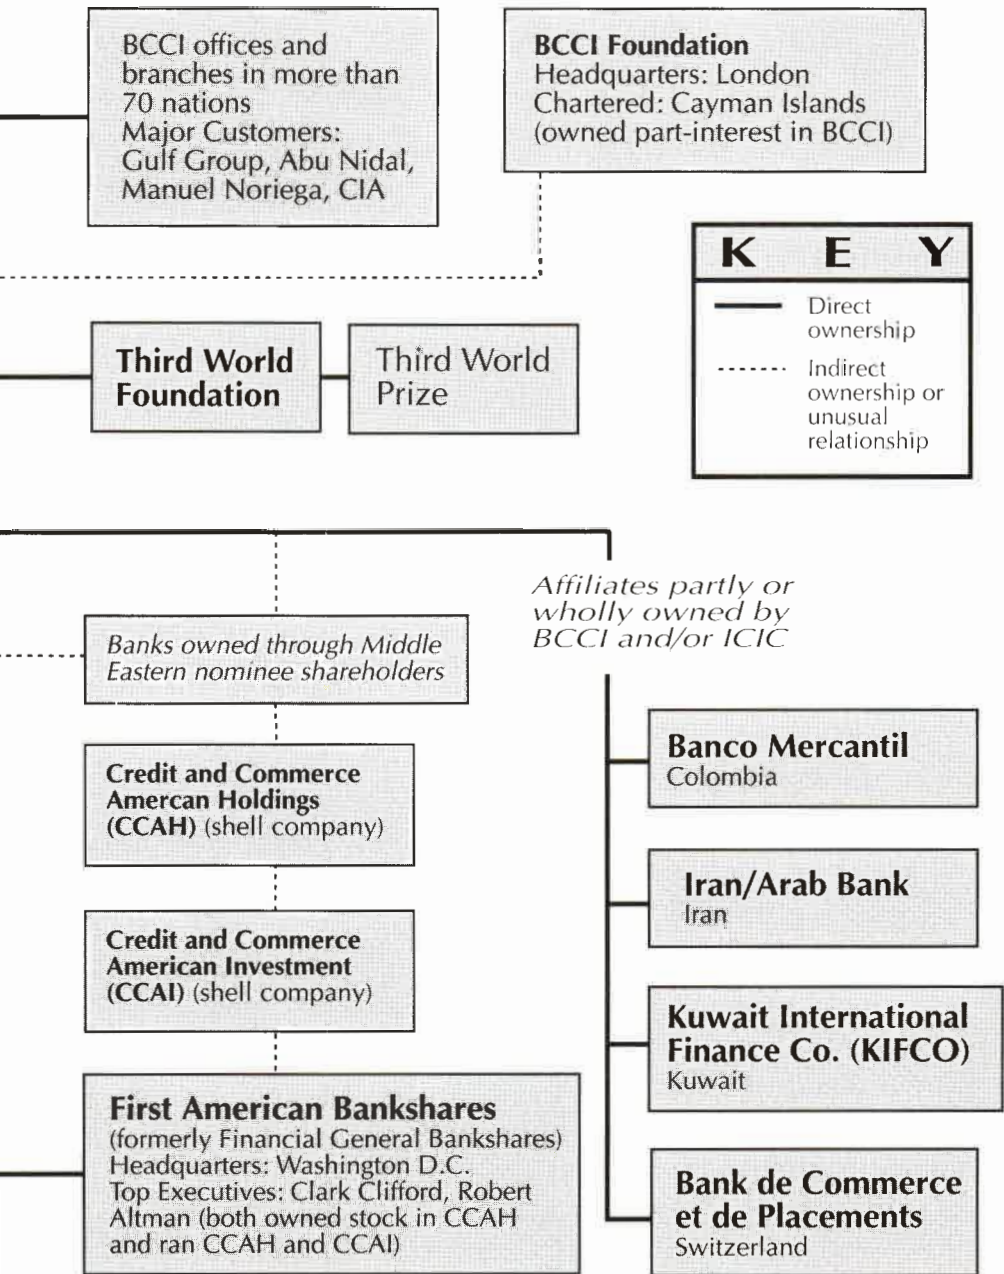 BCCI offices and
branches in more than
70 nations
Major Customers:
Gulf Group, Abu Nidal,
Manuel Noriega, CIA
BCCI Foundation
Headquarters: London
Chartered: Cayman Islands
(owned part-interest in BCCI)
K E Y
Direct
ownership
Indirect
ownership or
unusual
relationship
Third World
Foundation
Third World
Prize
Affiliates partly or
wholly owned by
BCCI and/or ICIC
Banks owned through Middle
Eastern nominee shareholders
Credit and Commerce
Amercan Holdings
(CCAH) (shell company)
Credit and Commerce
American Investment
(CCAI) (shell company)
First American Bankshares
(formerly Financial General Bankshares)
Headquarters: Washington D.C.
Top Executives: Clark Clifford, Robert
Altman (both owned stock in CCAH
and ran CCAH and CCAI)
Banco Mercantil
Colombia
Iran/Arab Bank
Iran
Kuwait International
Finance Co. (KIFCO)
Kuwait
Bank de Commerce
et de Placements
Switzerland